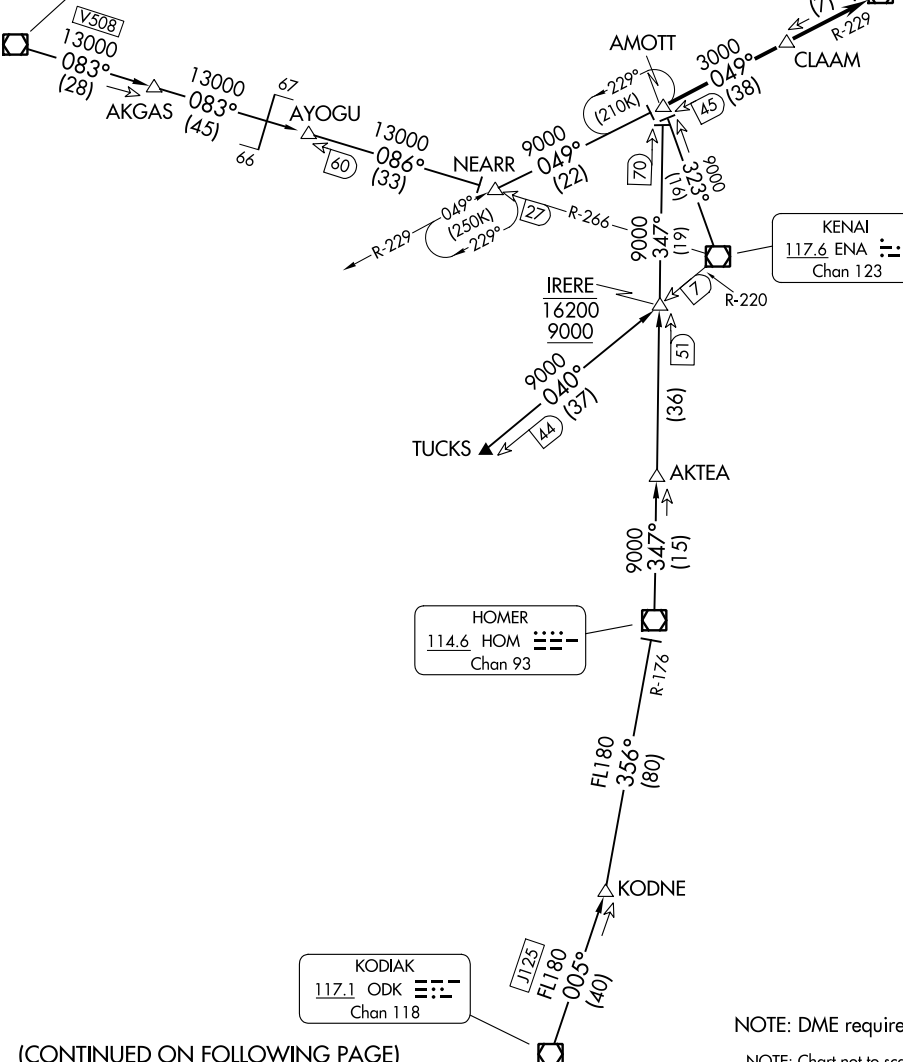 V508
13000
083°
(28)
AKGAS
13000
083°
(45)
67
66
AYOGU
60
13000
086°
(33)
NEARR
9000
049°
(22)
229°
(210K)
AMOTT
3000
049°
(38)
45
CLAAM
R-229
R-229
049°
(250K)
229°
27
R-266
70
9000
347°
(19)
9000
323°
(16)
KENAI
117.6 ENA
Chan 123
7
R-220
IRERE
16200
9000
51
9000
040°
(37)
44
TUCKS
(36)
AKTEA
9000
347°
(15)
HOMER
114.6 HOM
Chan 93
R-176
FL180
356°
(80)
KODNE
J125
FL180
005°
(40)
KODIAK
117.1 ODK
Chan 118
NOTE: DME require
NOTE: Chart not to sc
(CONTINUED ON FOLLOWING PAGE)